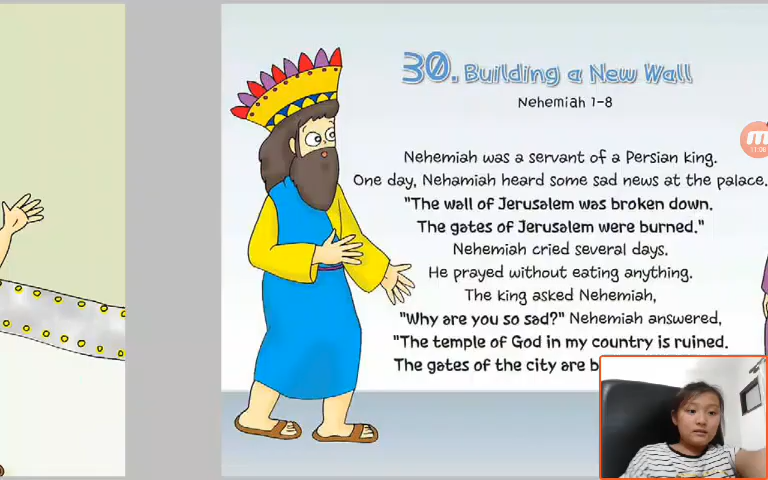 30. Building a New Wall
Nehemiah 1-8
Nehemiah was a servant of a Persian king.
One day, Nehamiah heard some sad news at the palace.
"The wall of Jerusalem was broken down.
The gates of Jerusalem were burned."
Nehemiah cried several days.
He prayed without eating anything.
The king asked Nehemiah,
"Why are you so sad?" Nehemiah answered,
"The temple of God in my country is ruined.
The gates of the city are